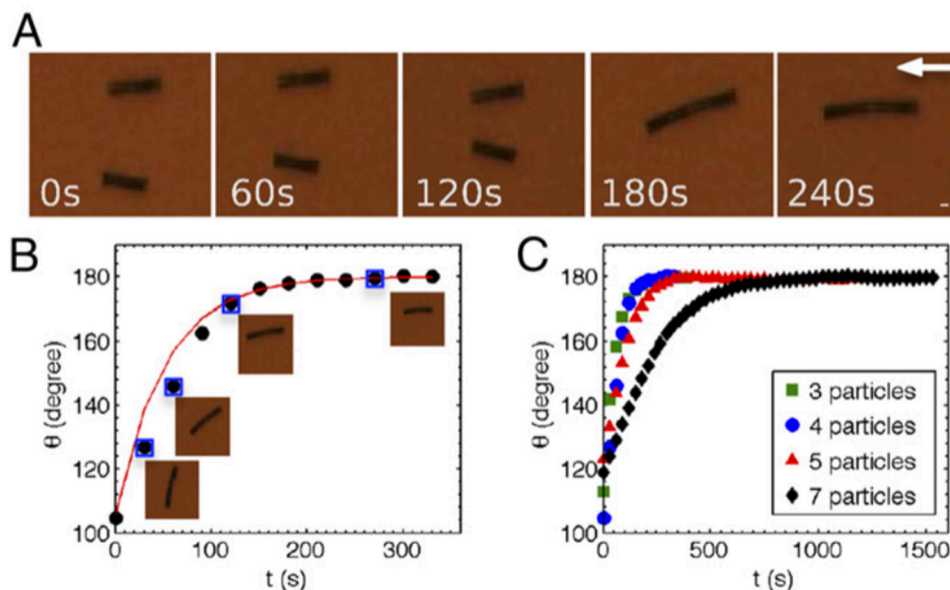 A
0s 60s 120s 180s 240s
B
180
160
140
120
100
θ (degree)
0 100 200 300
t (s)
C
180
160
140
120
100
θ (degree)
3 particles
4 particles
5 particles
7 particles
0 500 1000 1500
t (s)